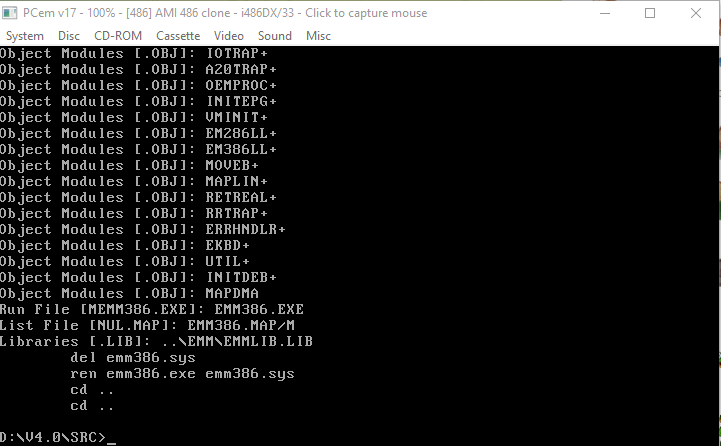 PCem v17 - 100% - [486] AMI 486 clone - i486DX/33 - Click to capture mouse
System Disc CD-ROM Cassette Video Sound Misc
Object Modules [.OBJ]: IOTRAP+
Object Modules [.OBJ]: A20TRAP+
Object Modules [.OBJ]: OEMPROC+
Object Modules [.OBJ]: INITEPG+
Object Modules [.OBJ]: VMINIT+
Object Modules [.OBJ]: EM286LL+
Object Modules [.OBJ]: EM386LL+
Object Modules [.OBJ]: MOVEB+
Object Modules [.OBJ]: MAPLIN+
Object Modules [.OBJ]: RETREAL+
Object Modules [.OBJ]: RRTRAP+
Object Modules [.OBJ]: ERRHNDLR+
Object Modules [.OBJ]: EKBD+
Object Modules [.OBJ]: UTIL+
Object Modules [.OBJ]: INITDEB+
Object Modules [.OBJ]: MAPDMA
Run File [MEMM386.EXE]: EMM386.EXE
List File [NUL.MAP]: EMM386.MAP/M
Libraries [.LIB]: ..\EMM\EMMLIB.LIB
        del emm386.sys
        ren emm386.exe emm386.sys
        cd ..
        cd ..
D:\V4.0\SRC>_